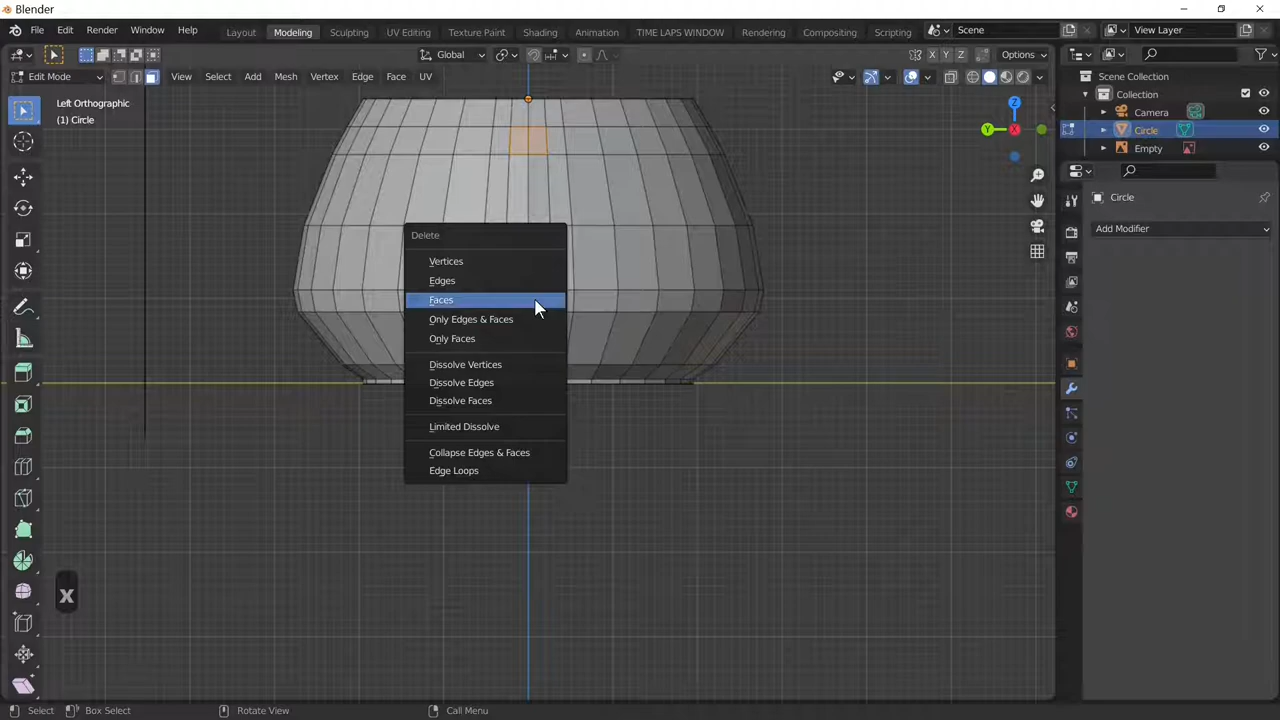 Blender
File Edit Render Window Help
Layout Modeling Sculpting UV Editing Texture Paint Shading Animation TIME LAPS WINDOW Rendering Compositing Scripting
Scene
View Layer
Global
X Y Z
Options
Edit Mode
View Select Add Mesh Vertex Edge Face UV
Left Orthographic
(1) Circle
Scene Collection
Collection
Camera
Circle
Empty
Z
Y
X
Circle
Add Modifier
Delete
Vertices
Edges
Faces
Only Edges & Faces
Only Faces
Dissolve Vertices
Dissolve Edges
Dissolve Faces
Limited Dissolve
Collapse Edges & Faces
Edge Loops
X
Select
Box Select
Rotate View
Call Menu